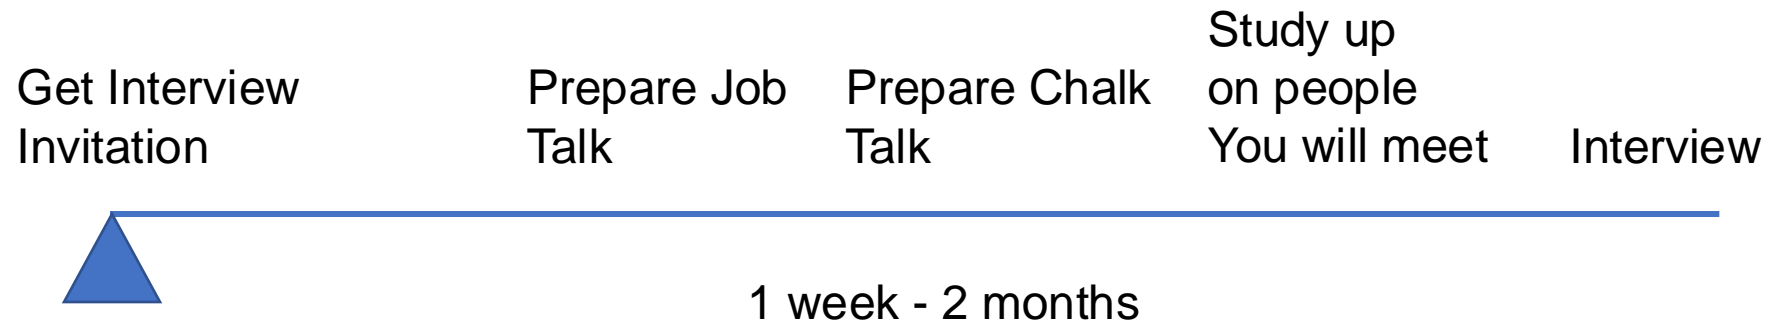 Get Interview
Invitation
Prepare Job
Talk
Prepare Chalk
Talk
Study up
on people
You will meet
Interview
1 week - 2 months